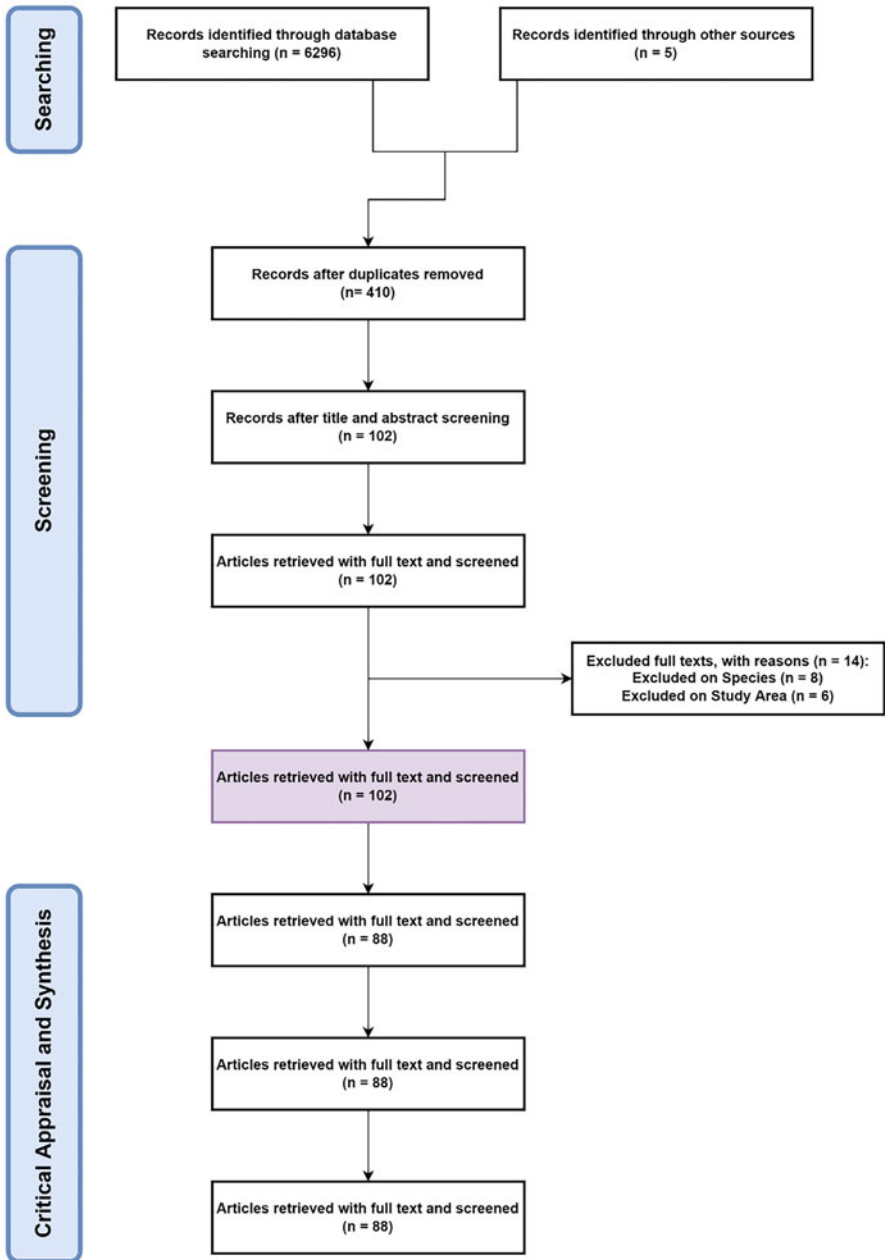 Searching
Records identified through database
searching (n = 6296)
Records identified through other sources
(n = 5)
Screening
Records after duplicates removed
(n= 410)
Records after title and abstract screening
(n = 102)
Articles retrieved with full text and screened
(n = 102)
Excluded full texts, with reasons (n = 14):
Excluded on Species (n = 8)
Excluded on Study Area (n = 6)
Articles retrieved with full text and screened
(n = 102)
Critical Appraisal and Synthesis
Articles retrieved with full text and screened
(n = 88)
Articles retrieved with full text and screened
(n = 88)
Articles retrieved with full text and screened
(n = 88)